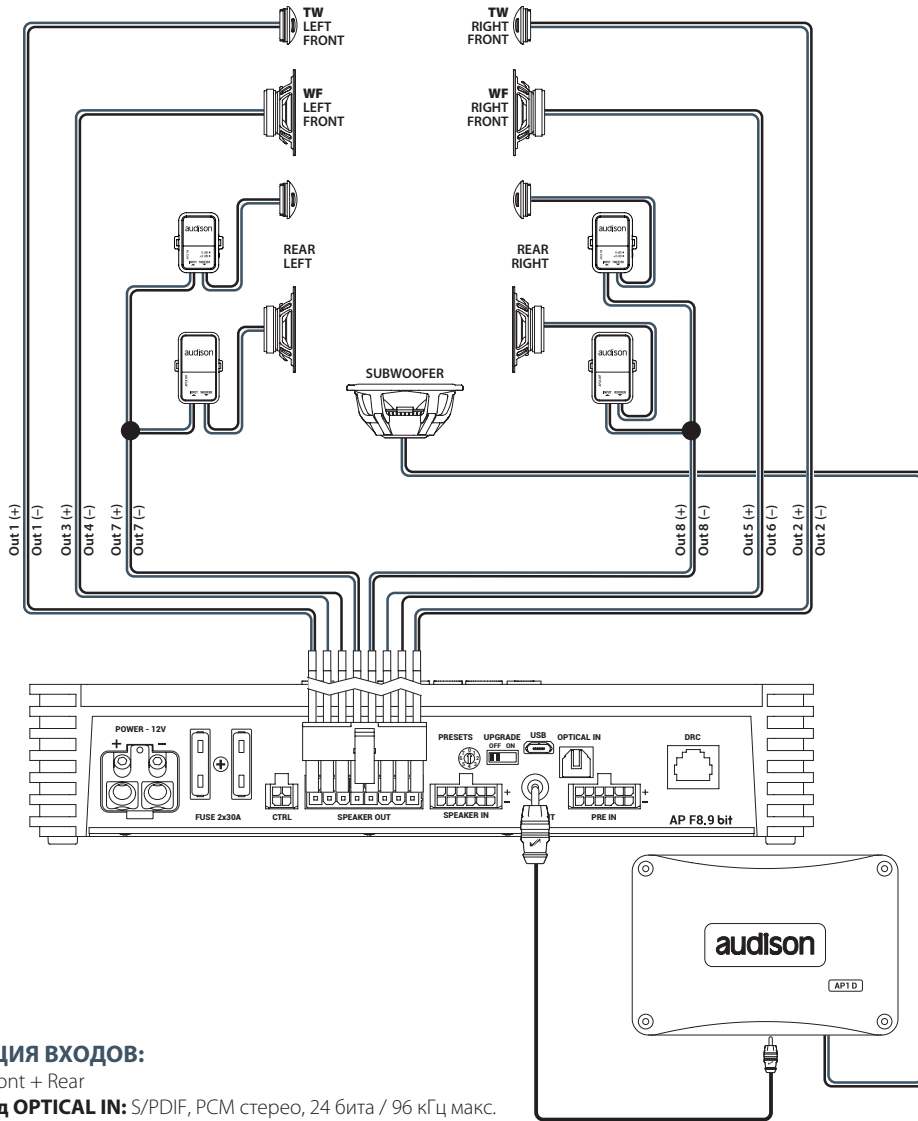 TW
LEFT
FRONT
TW
RIGHT
FRONT
WF
LEFT
FRONT
WF
RIGHT
FRONT
audison
audison
REAR
LEFT
REAR
RIGHT
audison
audison
SUBWOOFER
Out 1 (+)
Out 1 (–)
Out 3 (+)
Out 4 (–)
Out 7 (+)
Out 7 (–)
Out 8 (+)
Out 8 (–)
Out 5 (+)
Out 6 (–)
Out 2 (+)
Out 2 (–)
POWER - 12V
+ –
FUSE 2x30A
CTRL
SPEAKER OUT
PRESETS
UPGRADE
OFF ON
USB
OPTICAL IN
DRC
SPEAKER IN
+
–
PRE IN
+
–
AP F8.9 bit
audison
AP1 D
ЦИЯ ВХОДОВ:
ont + Rear
д OPTICAL IN: S/PDIF, PCM стерео, 24 бита / 96 кГц макс.